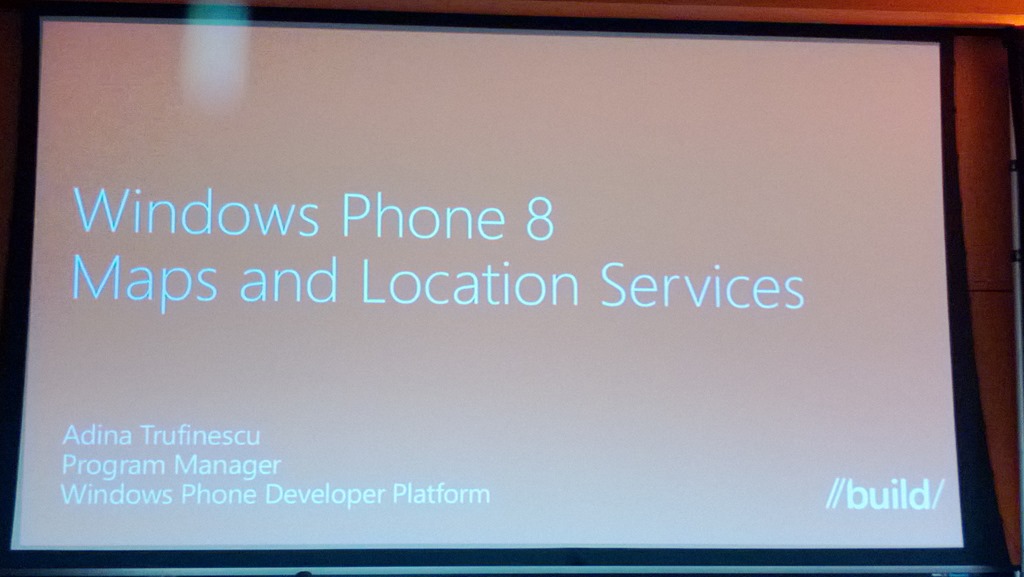 Windows Phone 8
Maps and Location Services
Adina Trufinescu
Program Manager
Windows Phone Developer Platform
//build/